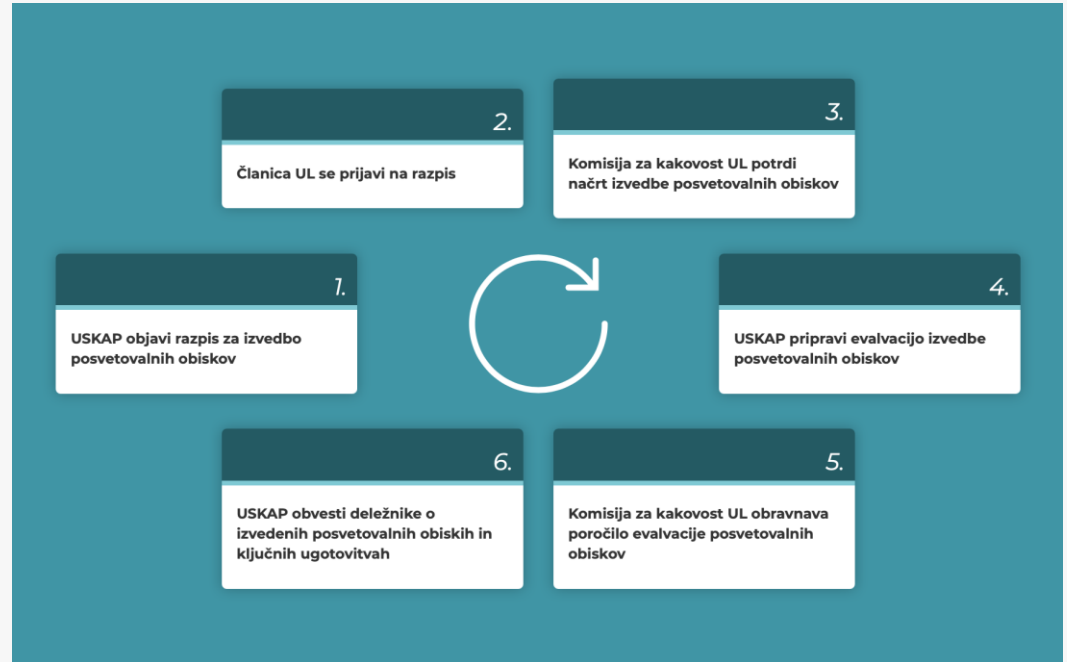 1.
USKAP objavi razpis za izvedbo
posvetovalnih obiskov
2.
Članica UL se prijavi na razpis
3.
Komisija za kakovost UL potrdi
načrt izvedbe posvetovalnih obiskov
4.
USKAP pripravi evalvacijo izvedbe
posvetovalnih obiskov
5.
Komisija za kakovost UL obravnava
poročilo evalvacije posvetovalnih
obiskov
6.
USKAP obvesti deležnike o
izvedenih posvetovalnih obiskih in
ključnih ugotovitvah